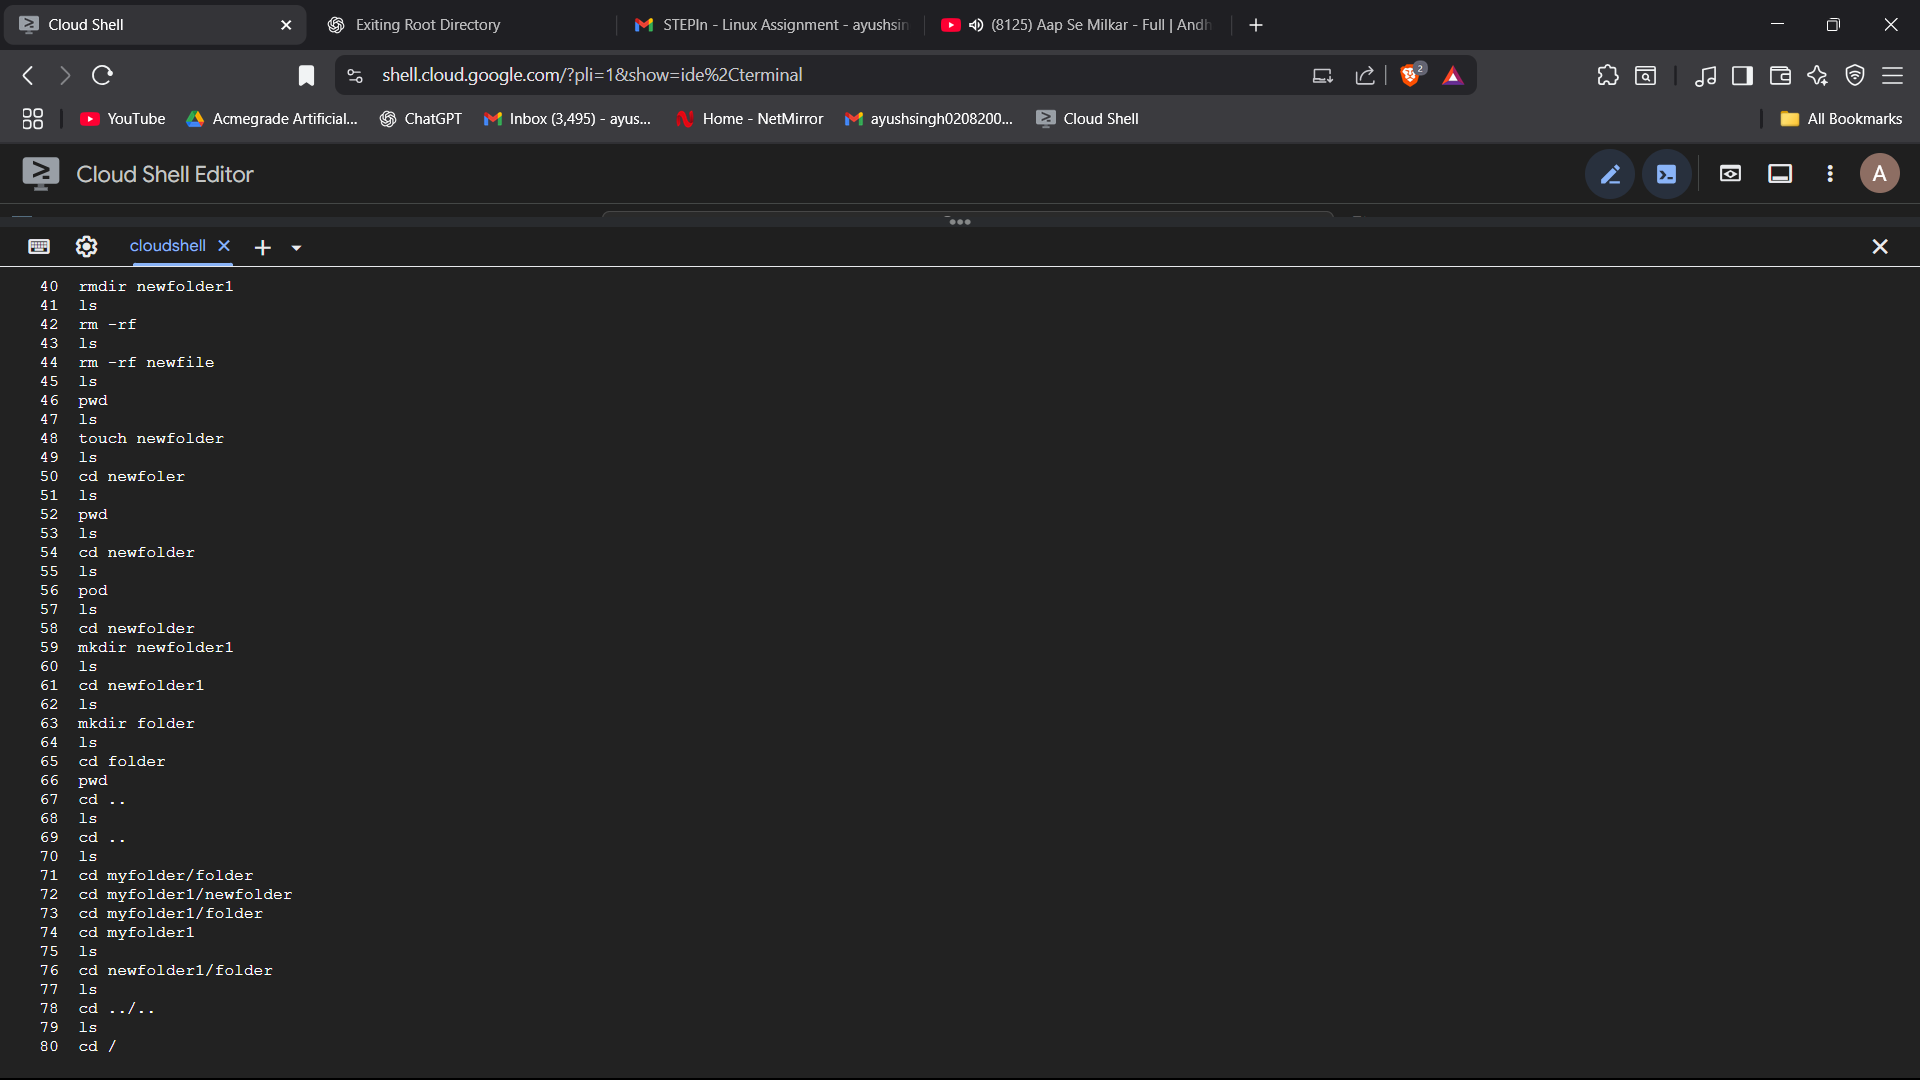 Cloud Shell
Exiting Root Directory
STEPIn - Linux Assignment - ayushsin
(8125) Aap Se Milkar - Full | Andh
shell.cloud.google.com/?pli=1&show=ide%2Cterminal
2
YouTube
Acmegrade Artificial...
ChatGPT
Inbox (3,495) - ayus...
Home - NetMirror
ayushsingh0208200...
Cloud Shell
All Bookmarks
Cloud Shell Editor
A
cloudshell
40 rmdir newfolder1
41 ls
42 rm -rf
43 ls
44 rm -rf newfile
45 ls
46 pwd
47 ls
48 touch newfolder
49 ls
50 cd newfoler
51 ls
52 pwd
53 ls
54 cd newfolder
55 ls
56 pod
57 ls
58 cd newfolder
59 mkdir newfolder1
60 ls
61 cd newfolder1
62 ls
63 mkdir folder
64 ls
65 cd folder
66 pwd
67 cd ..
68 ls
69 cd ..
70 ls
71 cd myfolder/folder
72 cd myfolder1/newfolder
73 cd myfolder1/folder
74 cd myfolder1
75 ls
76 cd newfolder1/folder
77 ls
78 cd ../..
79 ls
80 cd /